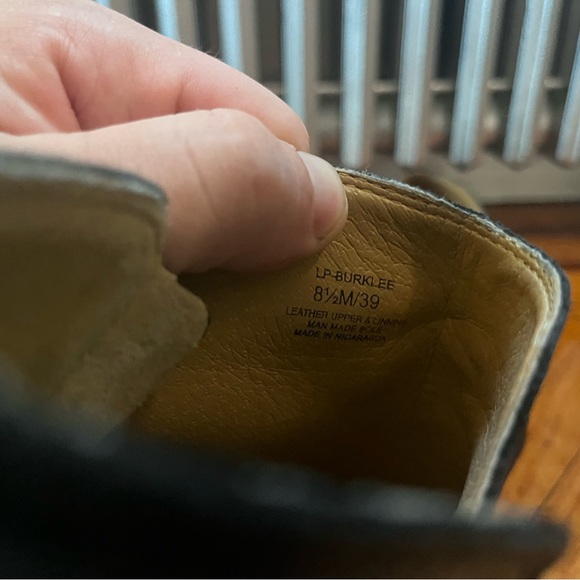 LP-BURKLEE
8½M/39
LEATHER UPPER & LINING
MAN MADE SOLE
MADE IN NICARAGUA